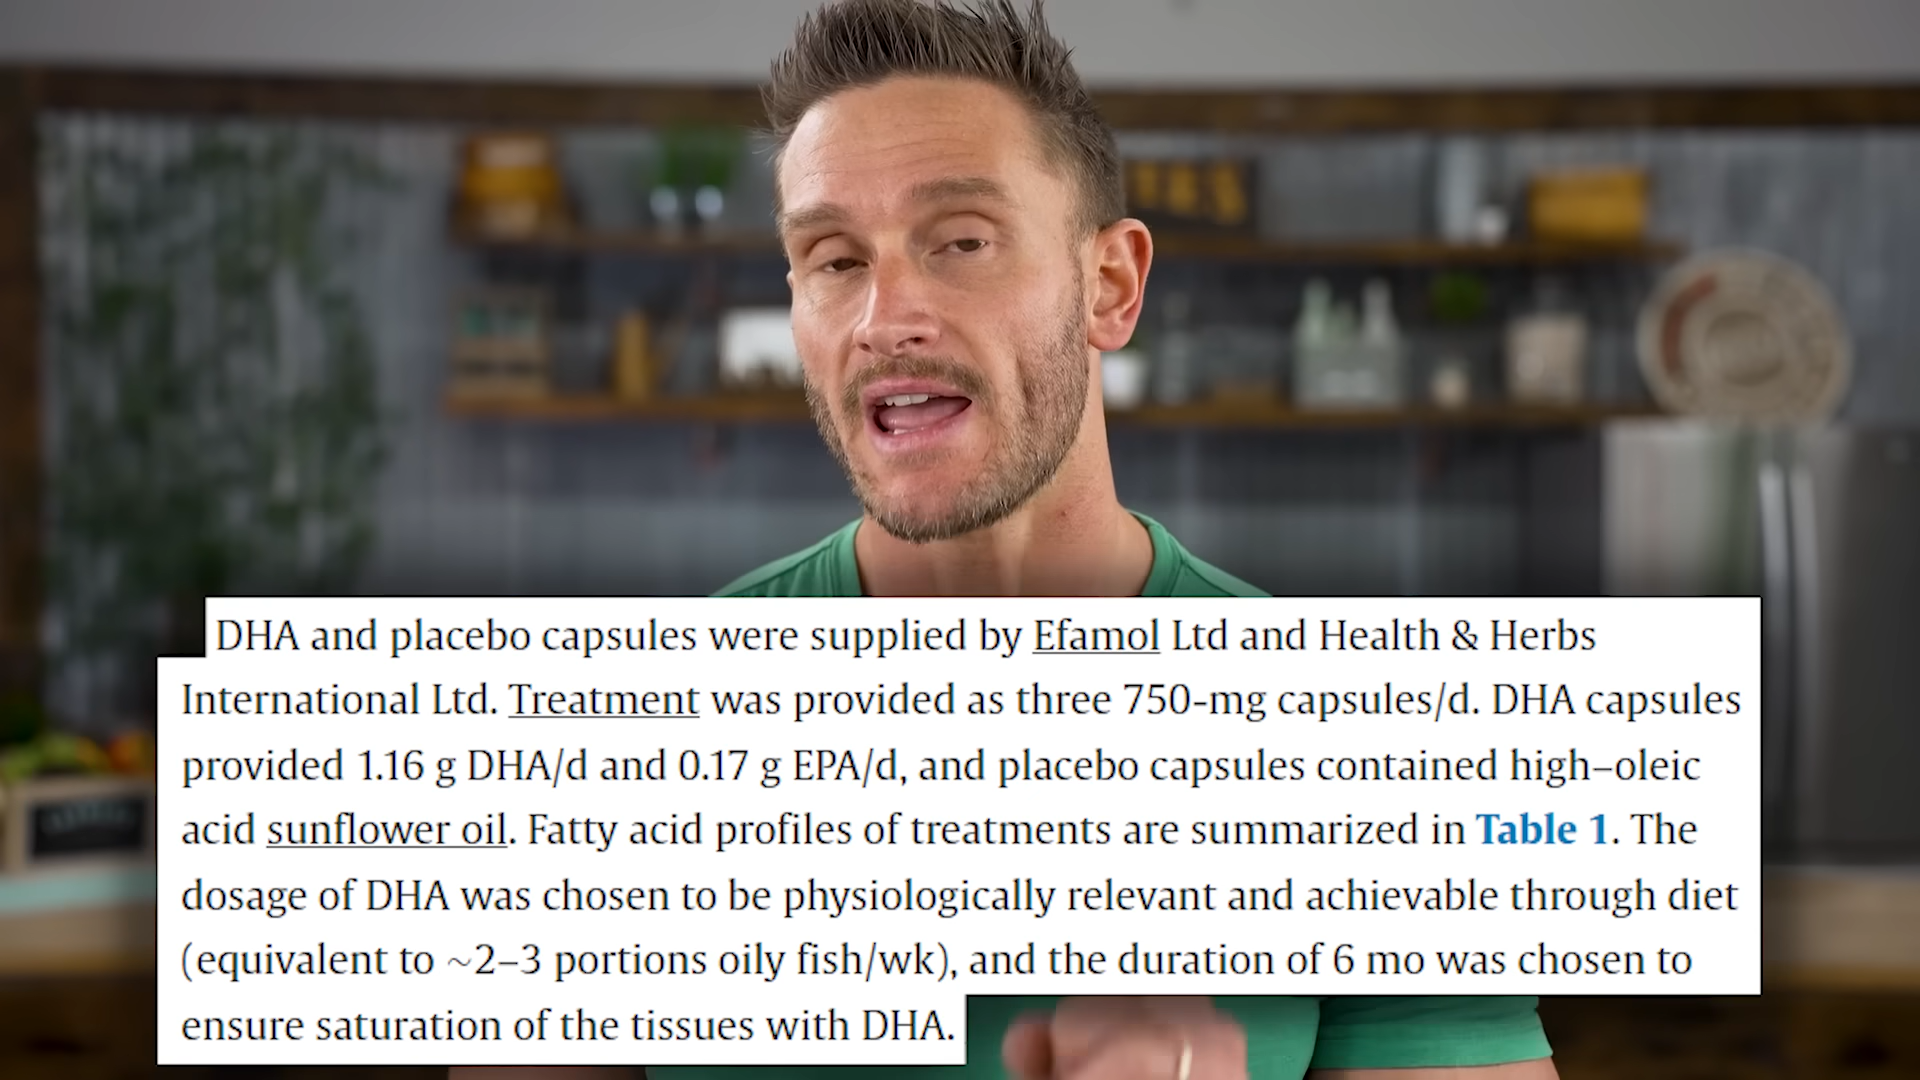 DHA and placebo capsules were supplied by Efamol Ltd and Health & Herbs
International Ltd. Treatment was provided as three 750-mg capsules/d. DHA capsules
provided 1.16 g DHA/d and 0.17 g EPA/d, and placebo capsules contained high–oleic
acid sunflower oil. Fatty acid profiles of treatments are summarized in Table 1. The
dosage of DHA was chosen to be physiologically relevant and achievable through diet
(equivalent to ~2–3 portions oily fish/wk), and the duration of 6 mo was chosen to
ensure saturation of the tissues with DHA.